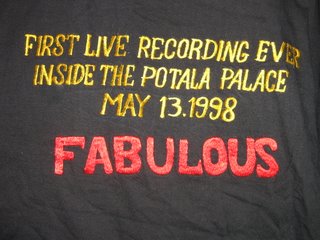 FIRST LIVE RECORDING EVER
INSIDE THE POTALA PALACE
MAY 13.1998
FABULOUS